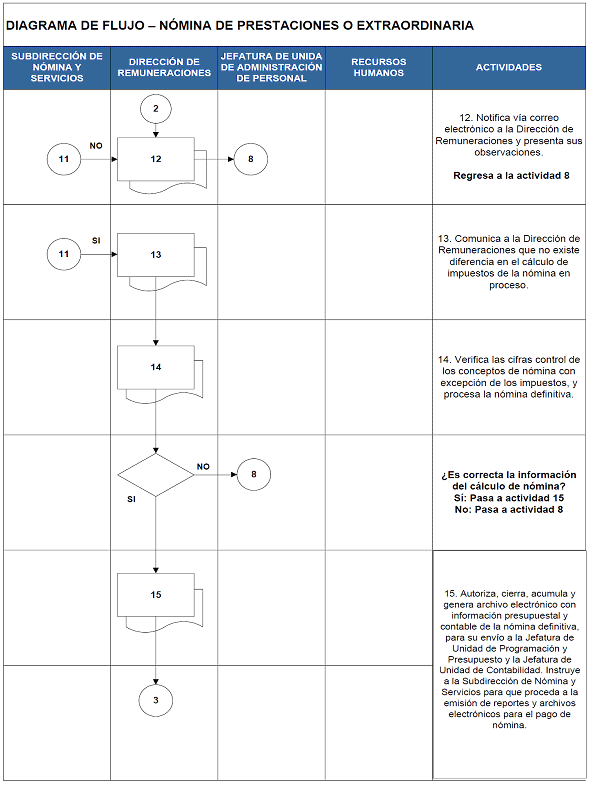 DIAGRAMA DE FLUJO – NÓMINA DE PRESTACIONES O EXTRAORDINARIA
SUBDIRECCIÓN DE
NÓMINA Y
SERVICIOS
DIRECCIÓN DE
REMUNERACIONES
JEFATURA DE UNIDA
DE ADMINISTRACIÓN
DE PERSONAL
RECURSOS
HUMANOS
ACTIVIDADES
2
NO
11
12
8
12. Notifica vía correo
electrónico a la Dirección de
Remuneraciones y presenta sus
observaciones.
Regresa a la actividad 8
SI
11
13
13. Comunica a la Dirección de
Remuneraciones que no existe
diferencia en el cálculo de
impuestos de la nómina en
proceso.
14
14. Verifica las cifras control de
los conceptos de nómina con
excepción de los impuestos, y
procesa la nómina definitiva.
NO
8
SI
¿Es correcta la información
del cálculo de nómina?
Sí: Pasa a actividad 15
No: Pasa a actividad 8
15
3
15. Autoriza, cierra, acumula y
genera archivo electrónico con
información presupuestal y
contable de la nómina definitiva,
para su envío a la Jefatura de
Unidad de Programación y
Presupuesto y la Jefatura de
Unidad de Contabilidad. Instruye
a la Subdirección de Nómina y
Servicios para que proceda a la
emisión de reportes y archivos
electrónicos para el pago de
nómina.